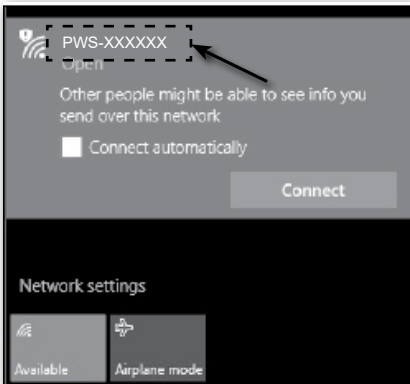 PWS-XXXXXX
Open
Other people might be able to see info you
send over this network
Connect automatically
Connect
Network settings
Available
Airplane mode